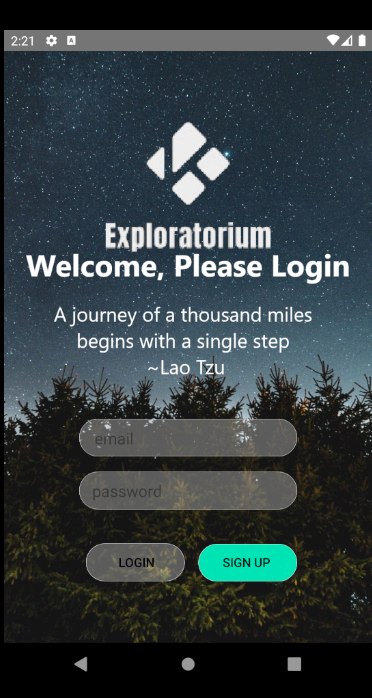 2:21
Exploratorium
Welcome, Please Login
A journey of a thousand miles
begins with a single step
~Lao Tzu
email
password
LOGIN
SIGN UP